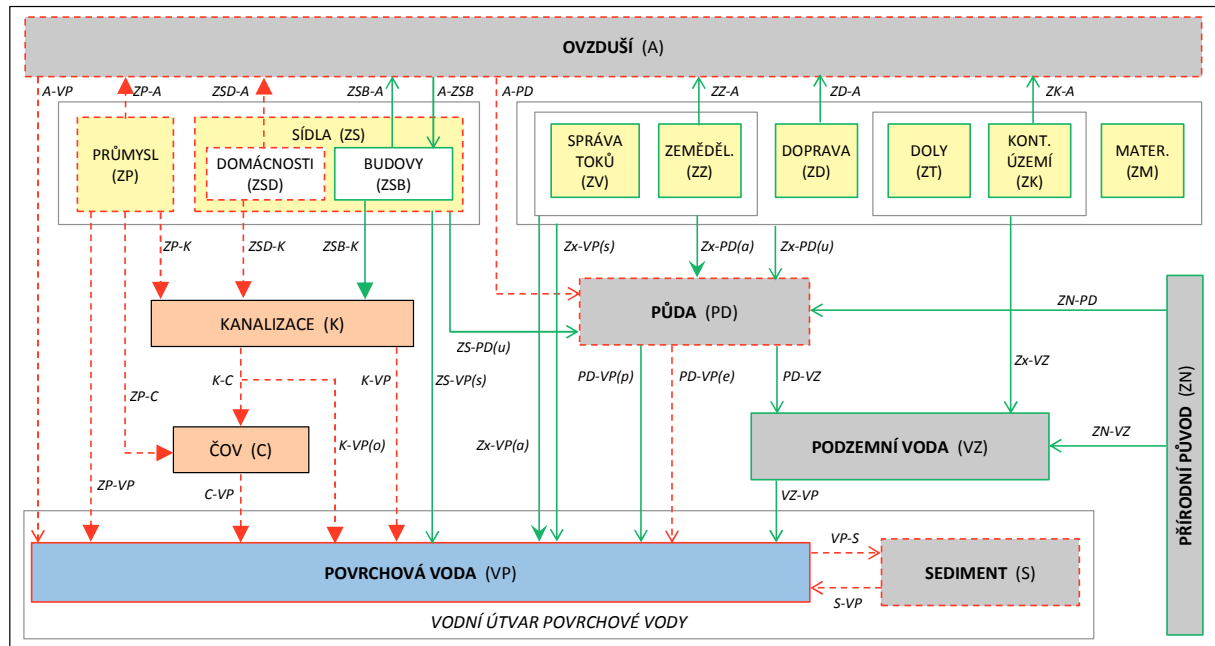 OVZDUŠÍ (A)
A-VP
ZP-A
ZSD-A
ZSB-A
A-ZSB
A-PD
ZZ-A
ZD-A
ZK-A
PRŮMYSL
(ZP)
SÍDLA (ZS)
DOMÁCNOSTI
(ZSD)
BUDOVY
(ZSB)
SPRÁVA
TOKŮ
(ZV)
ZEMĚDĚL.
(ZZ)
DOPRAVA
(ZD)
DOLY
(ZT)
KONT.
ÚZEMÍ
(ZK)
MATER.
(ZM)
ZP-K
ZSD-K
ZSB-K
Zx-VP(s)
Zx-PD(a)
Zx-PD(u)
KANALIZACE (K)
PŮDA (PD)
ZN-PD
ZS-PD(u)
K-C
K-VP
ZS-VP(s)
PD-VP(p)
PD-VP(e)
PD-VZ
Zx-VZ
ZP-C
ČOV (C)
K-VP(o)
Zx-VP(a)
PODZEMNÍ VODA (VZ)
ZN-VZ
PŘÍRODNÍ PŮVOD (ZN)
ZP-VP
C-VP
VZ-VP
POVRCHOVÁ VODA (VP)
VP-S
SEDIMENT (S)
S-VP
VODNÍ ÚTVAR POVRCHOVÉ VODY